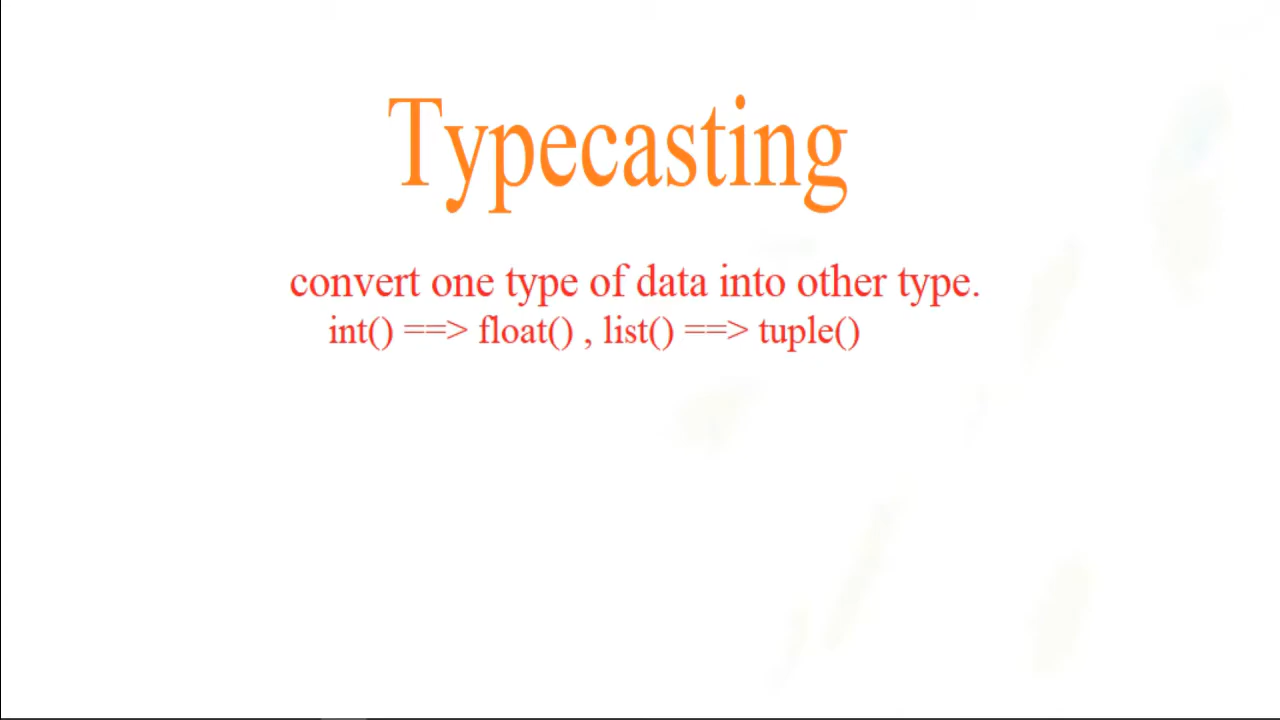 Typecasting
convert one type of data into other type.
int() ==> float() , list() ==> tuple()